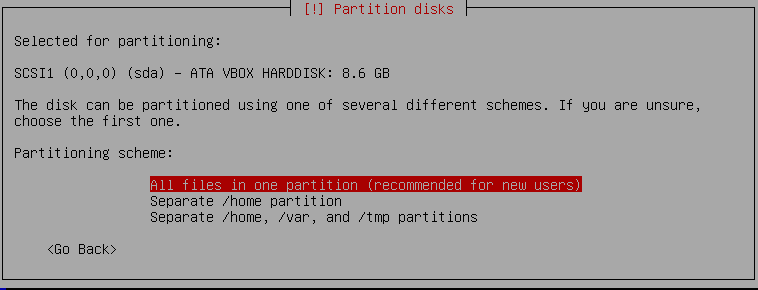 [!] Partition disks
Selected for partitioning:
SCSI1 (0,0,0) (sda) – ATA VBOX HARDDISK: 8.6 GB
The disk can be partitioned using one of several different schemes. If you are unsure,
choose the first one.
Partitioning scheme:
All files in one partition (recommended for new users)
Separate /home partition
Separate /home, /var, and /tmp partitions
<Go Back>